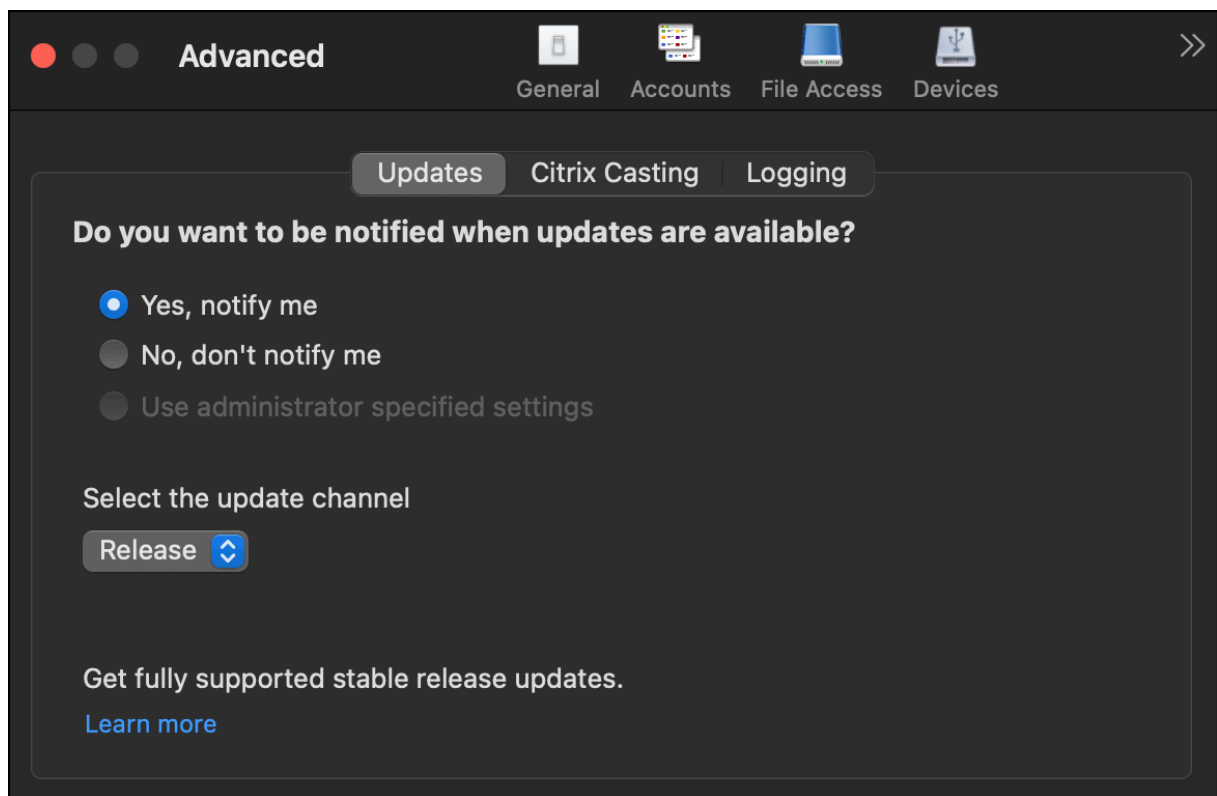 Advanced
General Accounts File Access Devices
Updates Citrix Casting Logging
Do you want to be notified when updates are available?
Yes, notify me
No, don't notify me
Use administrator specified settings
Select the update channel
Release
Get fully supported stable release updates.
Learn more